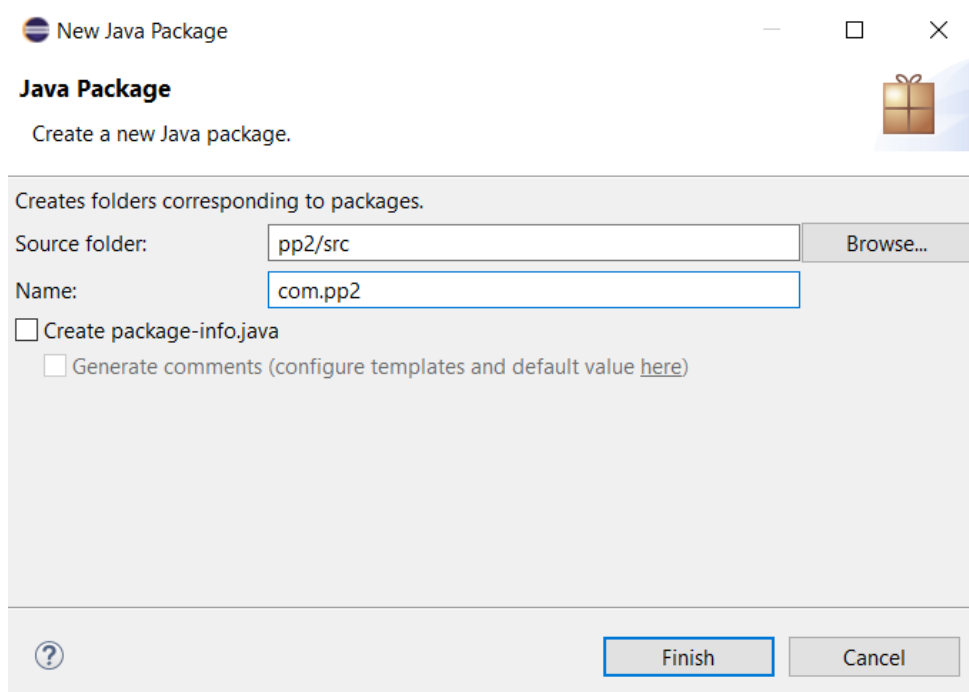 New Java Package
Java Package
Create a new Java package.
Creates folders corresponding to packages.
Source folder: pp2/src Browse...
Name: com.pp2
Create package-info.java
Generate comments (configure templates and default value here)
? Finish Cancel